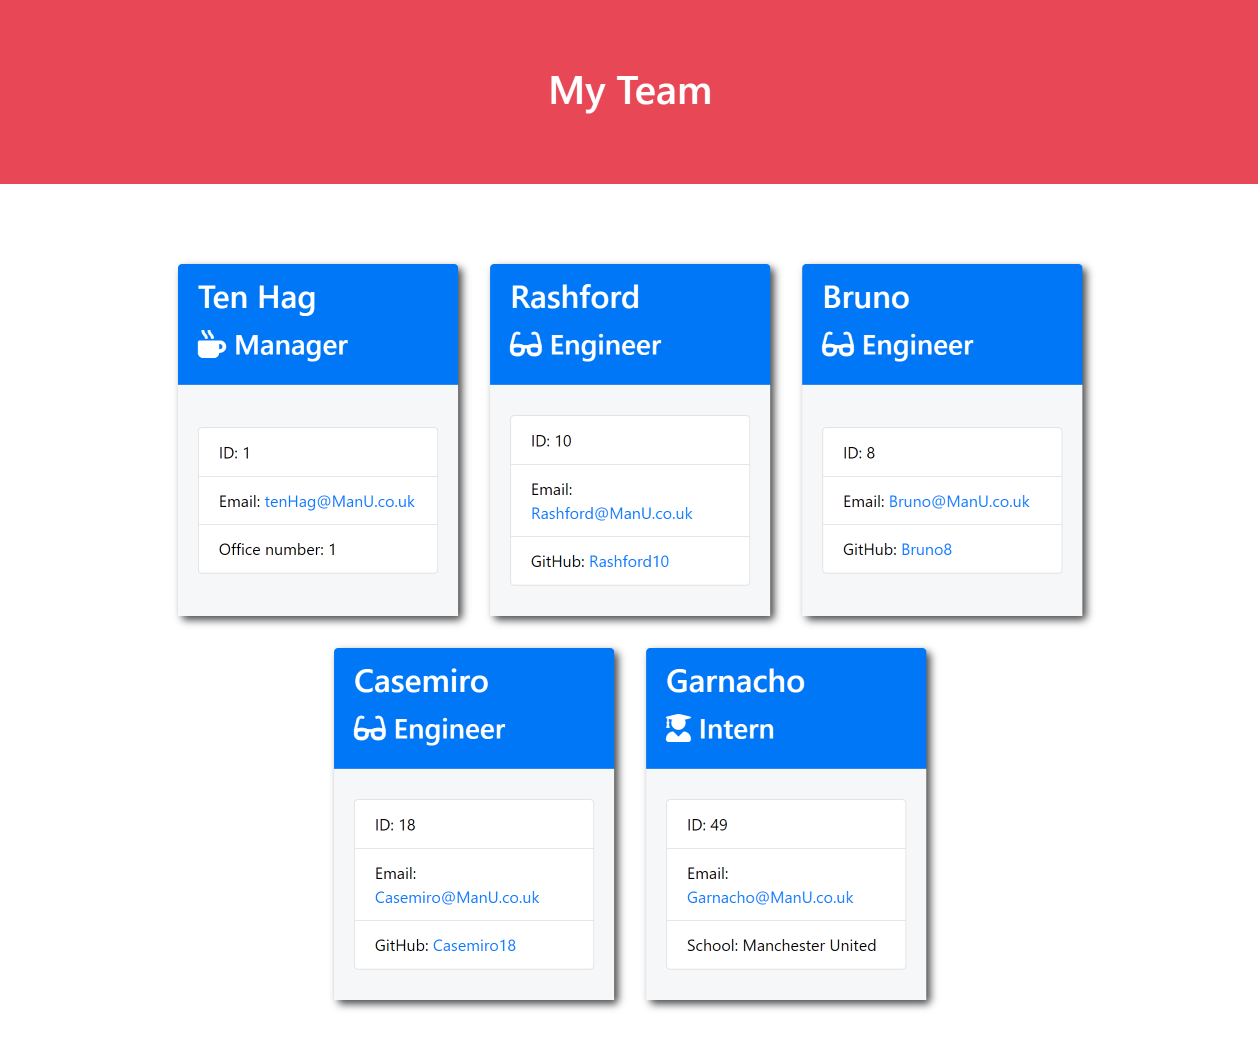 My Team
Ten Hag
Manager
ID: 1
Email: tenHag@ManU.co.uk
Office number: 1
Rashford
Engineer
ID: 10
Email:
Rashford@ManU.co.uk
GitHub: Rashford10
Bruno
Engineer
ID: 8
Email: Bruno@ManU.co.uk
GitHub: Bruno8
Casemiro
Engineer
ID: 18
Email:
Casemiro@ManU.co.uk
GitHub: Casemiro18
Garnacho
Intern
ID: 49
Email:
Garnacho@ManU.co.uk
School: Manchester United